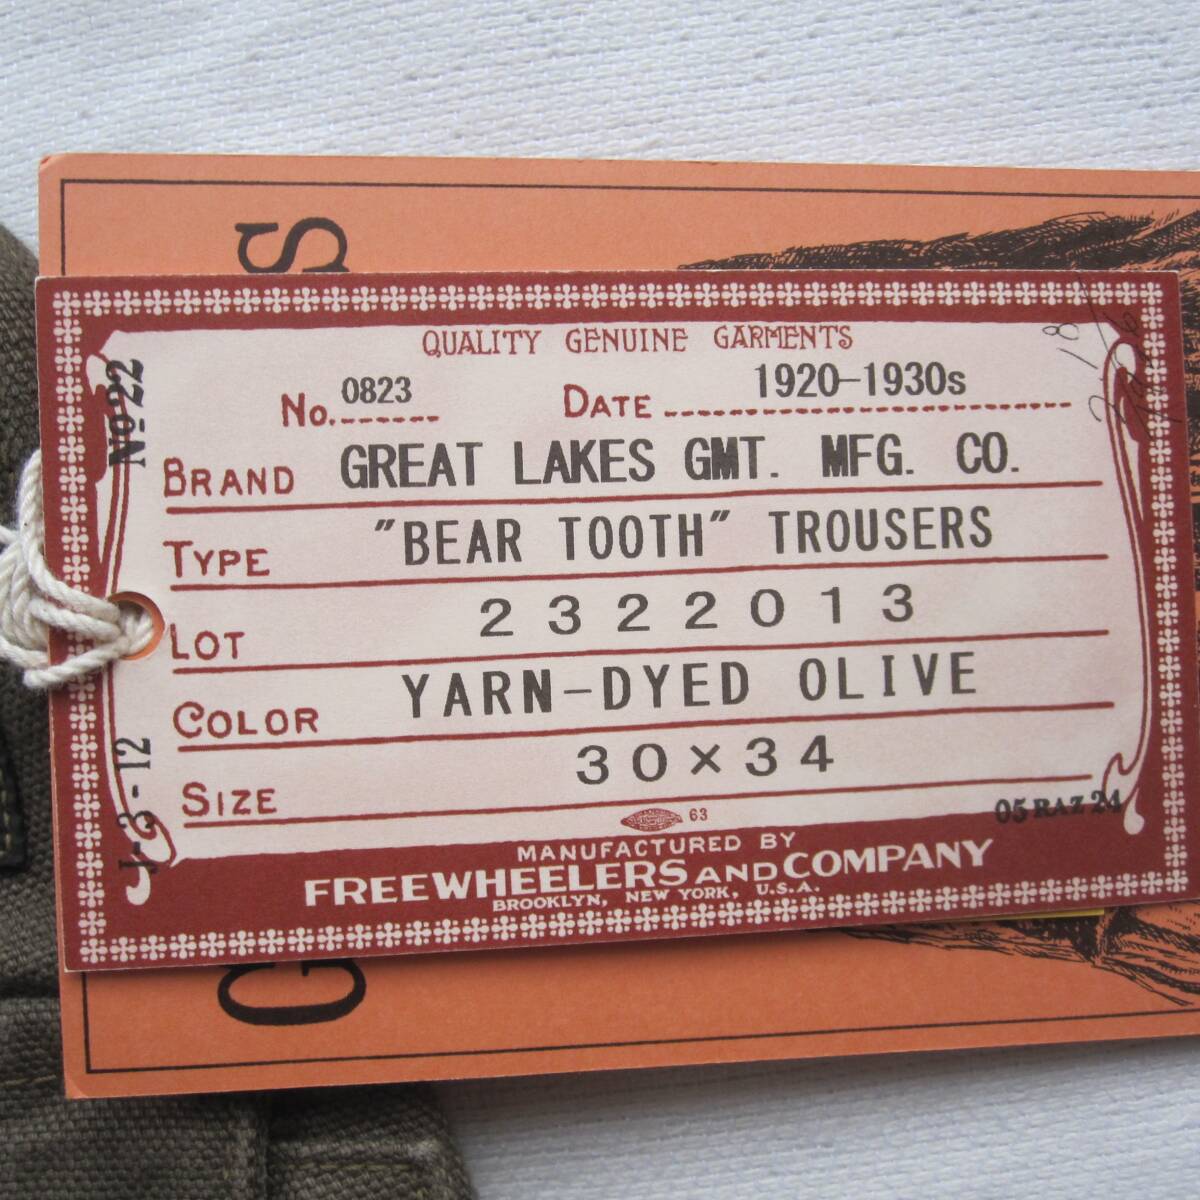 S
QUALITY GENUINE GARMENTS
No. 0823 DATE 1920-1930s
BRAND GREAT LAKES GMT. MFG. CO.
TYPE "BEAR TOOTH" TROUSERS
LOT 2322013
COLOR YARN-DYED OLIVE
SIZE 30×34
63
MANUFACTURED BY
FREEWHEELERS AND COMPANY
BROOKLYN, NEW YORK, U.S.A.
No 22
J-3-12
05 RAZ 24
G